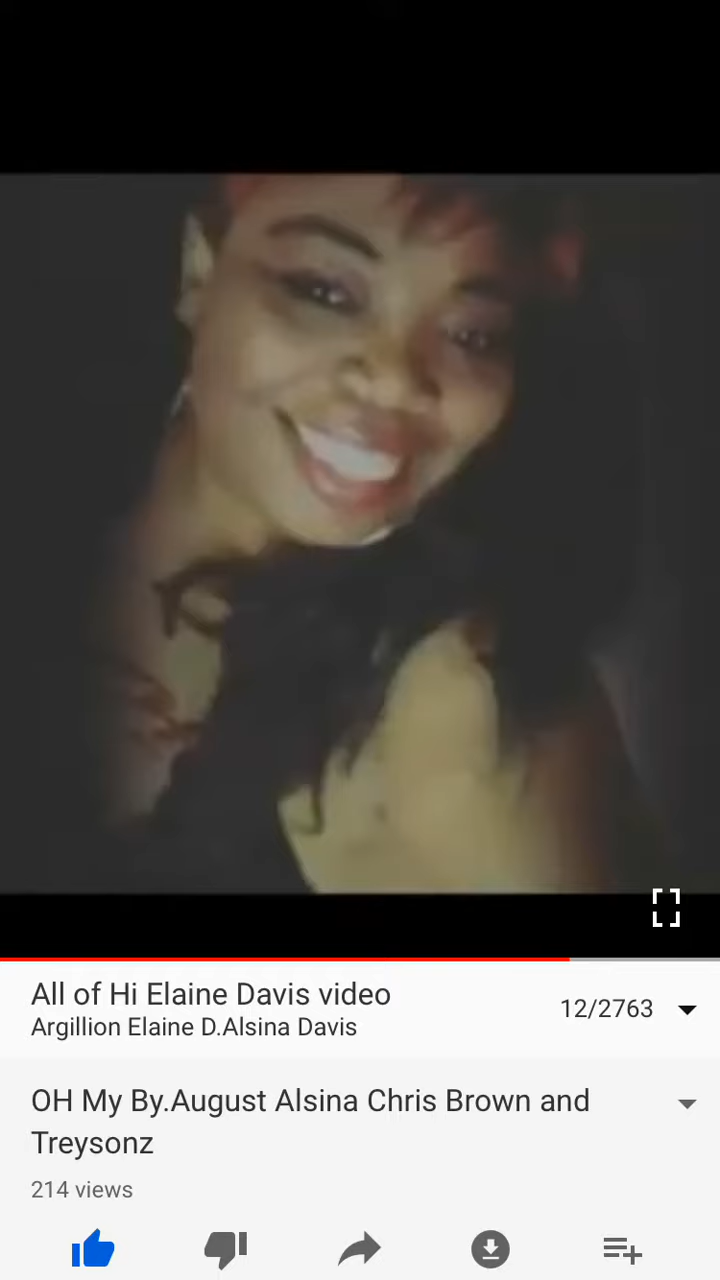 All of Hi Elaine Davis video
12/2763
Argillion Elaine D.Alsina Davis
OH My By.August Alsina Chris Brown and
Treysonz
214 views